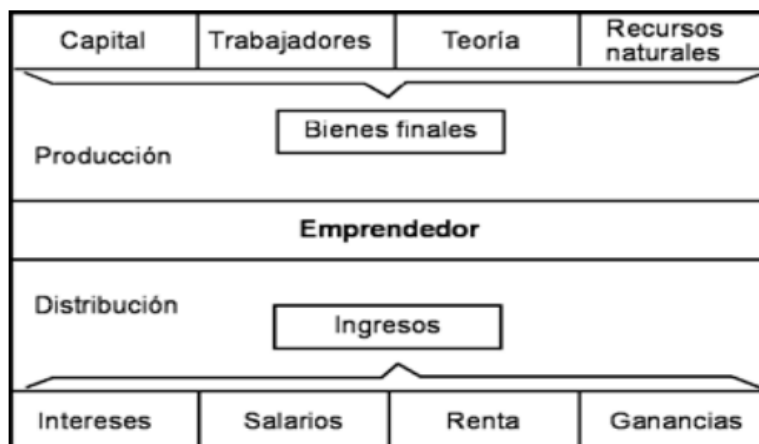 Capital
Trabajadores
Teoría
Recursos
naturales
Bienes finales
Producción
Emprendedor
Distribución
Ingresos
Intereses
Salarios
Renta
Ganancias